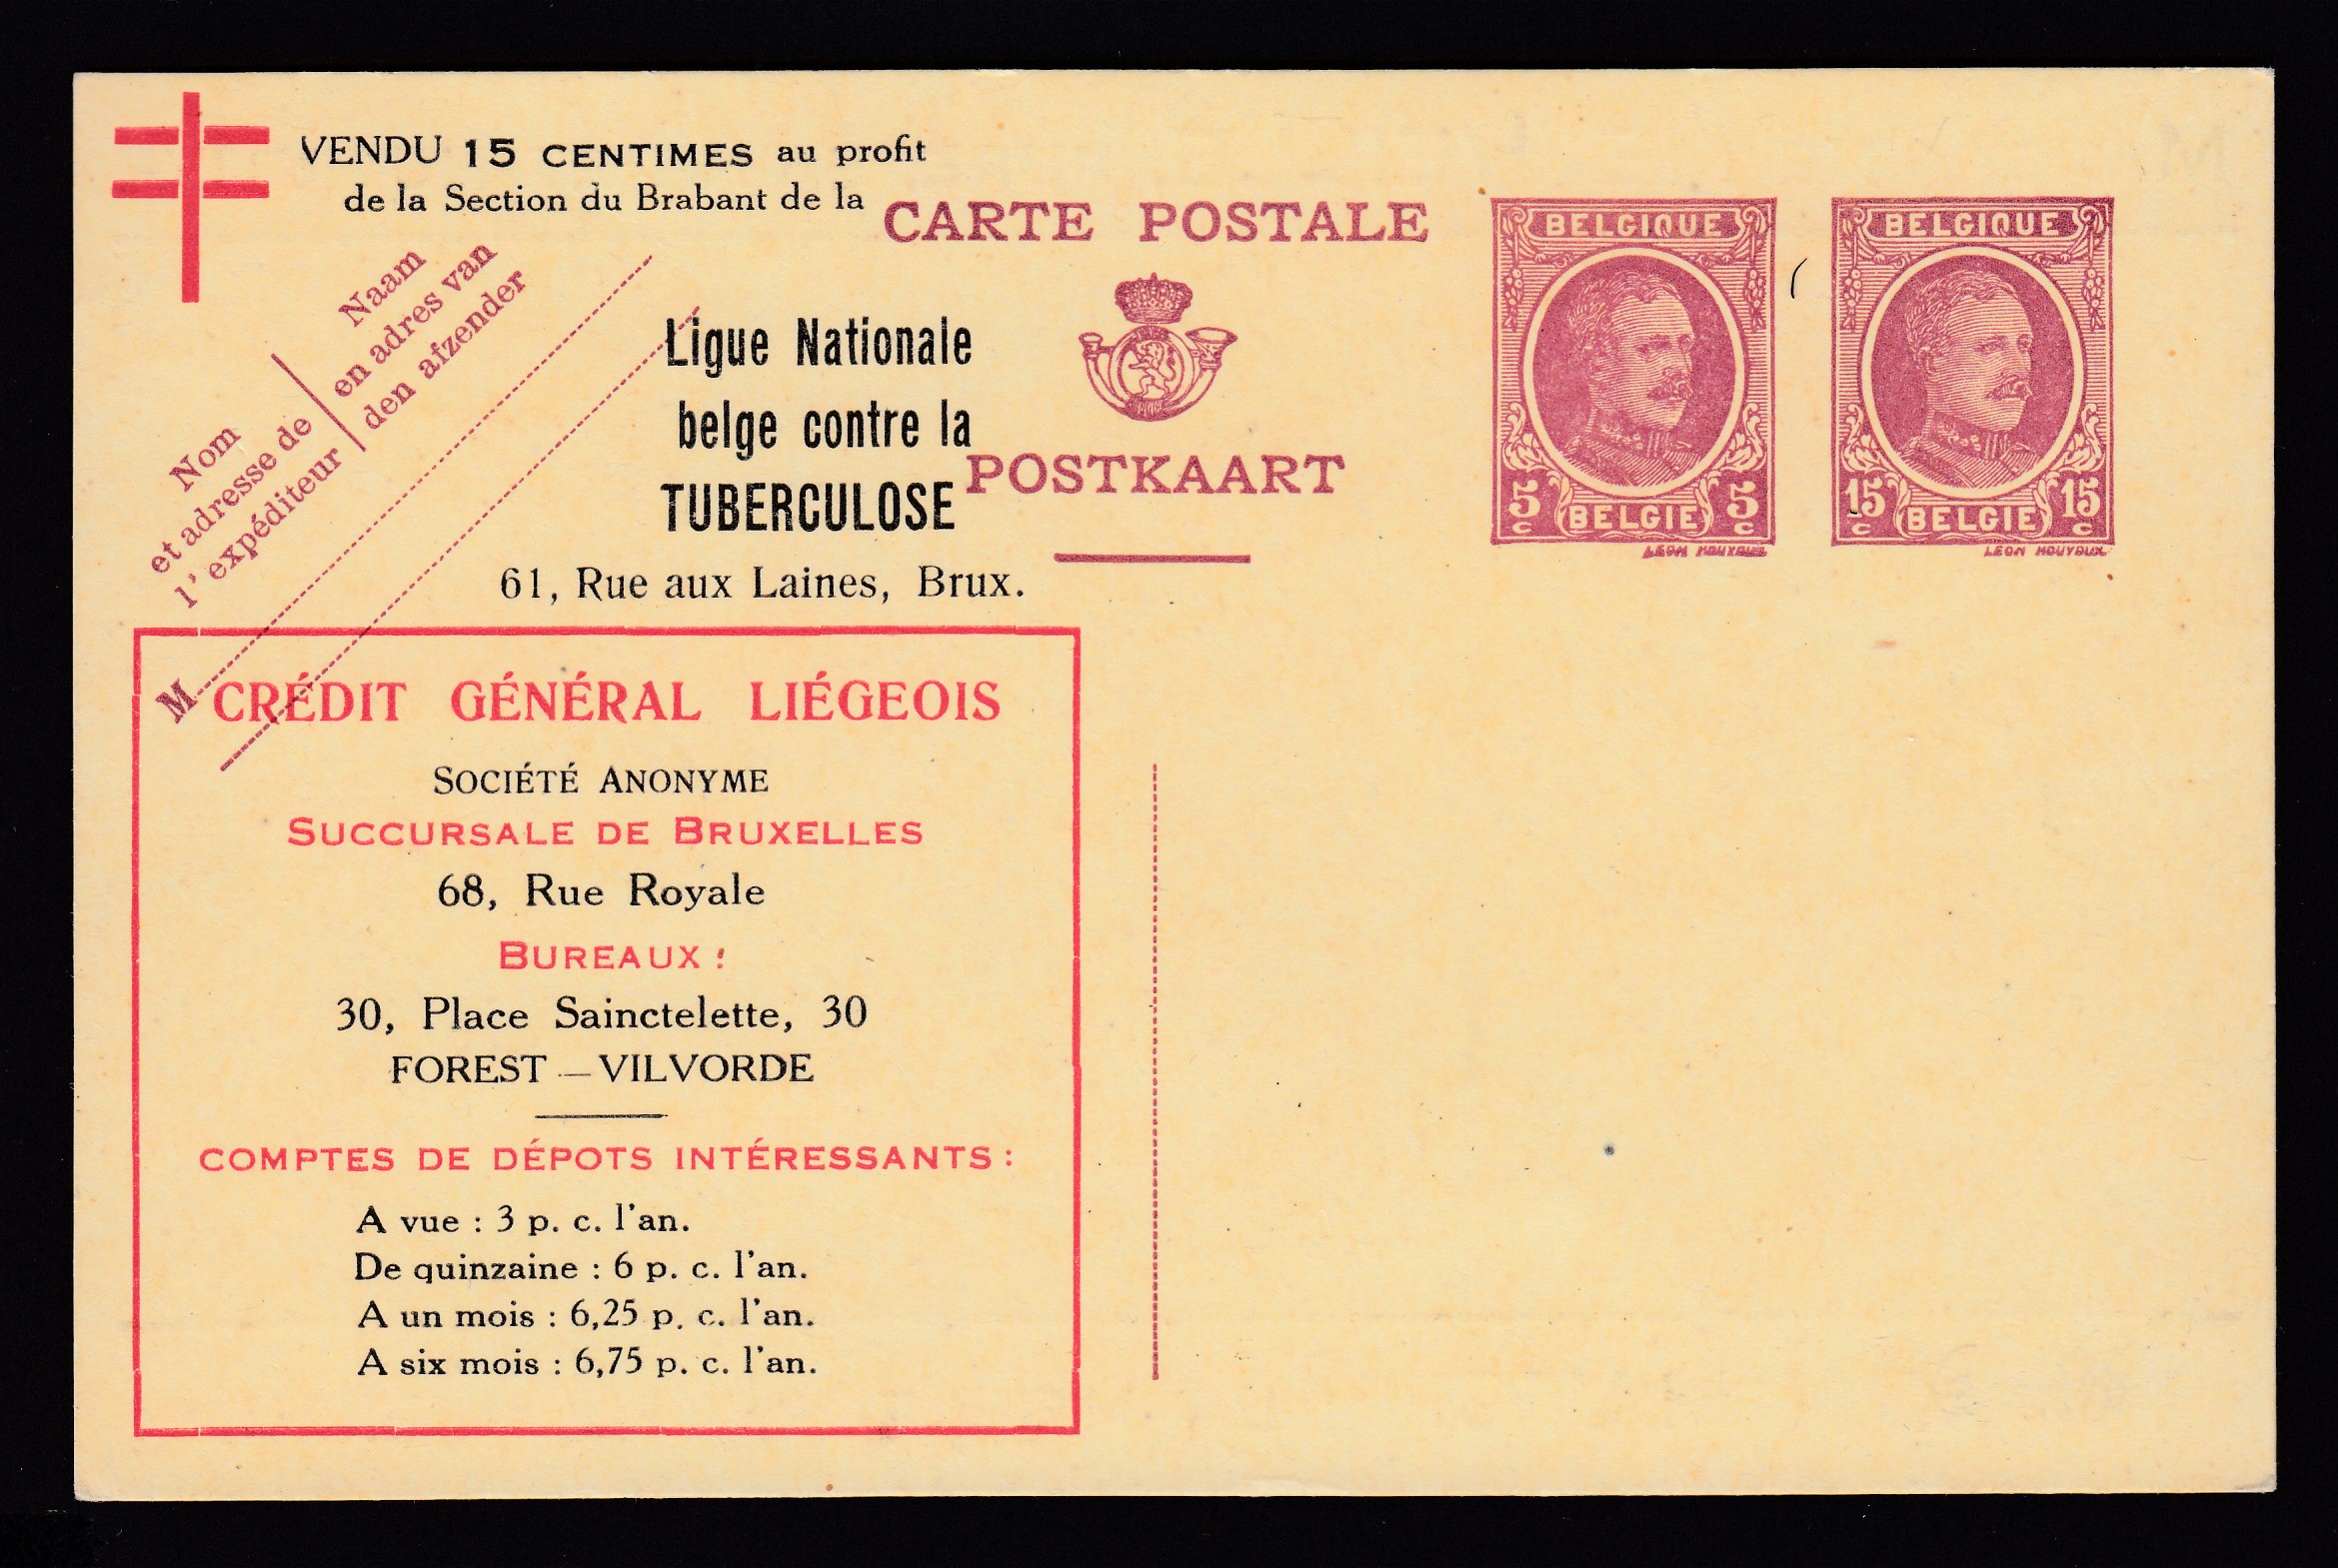 VENDU 15 CENTIMES au profit
de la Section du Brabant de la
CARTE POSTALE
Naam
en adres van
den afzender
Nom
et adresse de
l'expéditeur
M
Ligue Nationale
belge contre la
TUBERCULOSE
61, Rue aux Laines, Brux.
POSTKAART
BELGIQUE
5 c 5 c
BELGIE
LEON HOUYOUX
BELGIQUE
15 c 15 c
BELGIE
LEON HOUYOUX
CRÉDIT GÉNÉRAL LIÉGEOIS
SOCIÉTÉ ANONYME
SUCCURSALE DE BRUXELLES
68, Rue Royale
BUREAUX :
30, Place Sainctelette, 30
FOREST — VILVORDE
COMPTES DE DÉPOTS INTÉRESSANTS :
A vue : 3 p. c. l'an.
De quinzaine : 6 p. c. l'an.
A un mois : 6,25 p. c. l'an.
A six mois : 6,75 p. c. l'an.